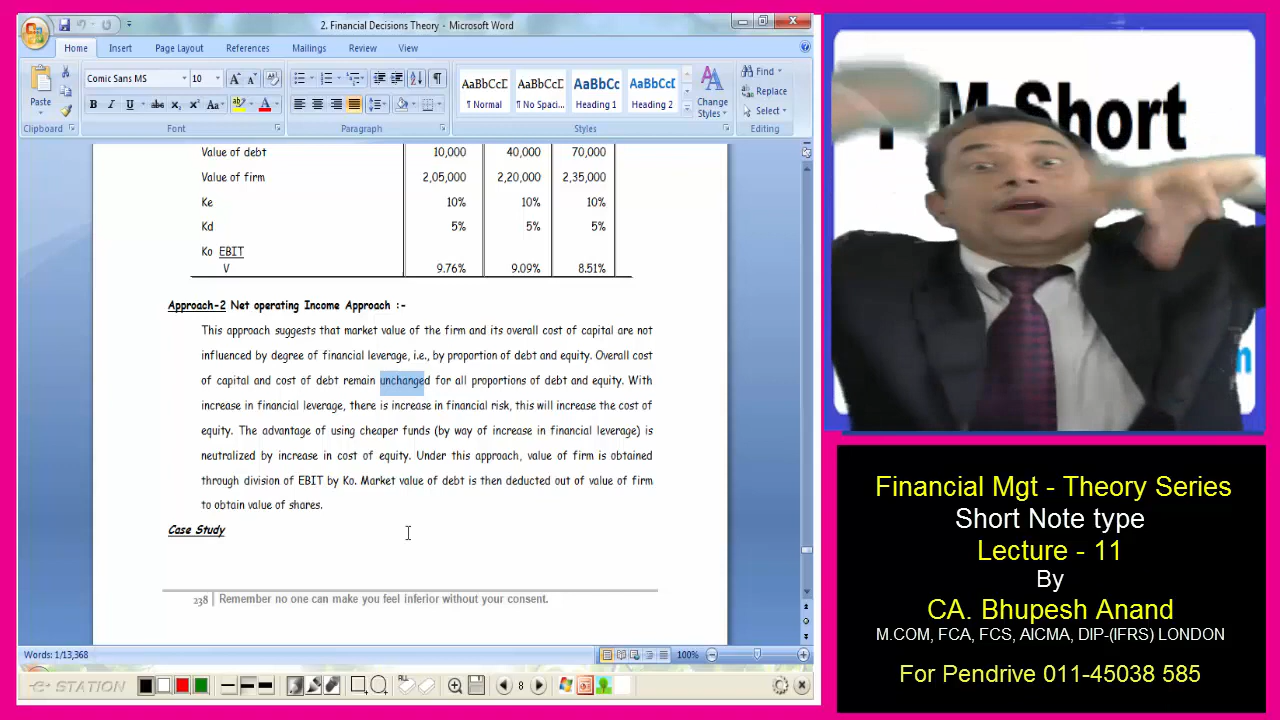 2. Financial Decisions Theory - Microsoft Word
Home Insert Page Layout References Mailings Review View
Paste
Comic Sans MS 10
AaBbCcD AaBbCcD AaBbCc AaBbCcD
¶ Normal ¶ No Spaci... Heading 1 Heading 2
Change Styles
Find
Replace
Select
Clipboard Font Paragraph Styles Editing
Value of debt 10,000 40,000 70,000
Value of firm 2,05,000 2,20,000 2,35,000
Ke 10% 10% 10%
Kd 5% 5% 5%
Ko EBIT
V 9.76% 9.09% 8.51%
Approach-2 Net operating Income Approach :-
This approach suggests that market value of the firm and its overall cost of capital are not
influenced by degree of financial leverage, i.e., by proportion of debt and equity. Overall cost
of capital and cost of debt remain unchanged for all proportions of debt and equity. With
increase in financial leverage, there is increase in financial risk, this will increase the cost of
equity. The advantage of using cheaper funds (by way of increase in financial leverage) is
neutralized by increase in cost of equity. Under this approach, value of firm is obtained
through division of EBIT by Ko. Market value of debt is then deducted out of value of firm
to obtain value of shares.
Case Study
238 | Remember no one can make you feel inferior without your consent.
Words: 1/13,368
100%
STATION
8
M Short
Financial Mgt - Theory Series
Short Note type
Lecture - 11
By
CA. Bhupesh Anand
M.COM, FCA, FCS, AICMA, DIP-(IFRS) LONDON
For Pendrive 011-45038 585